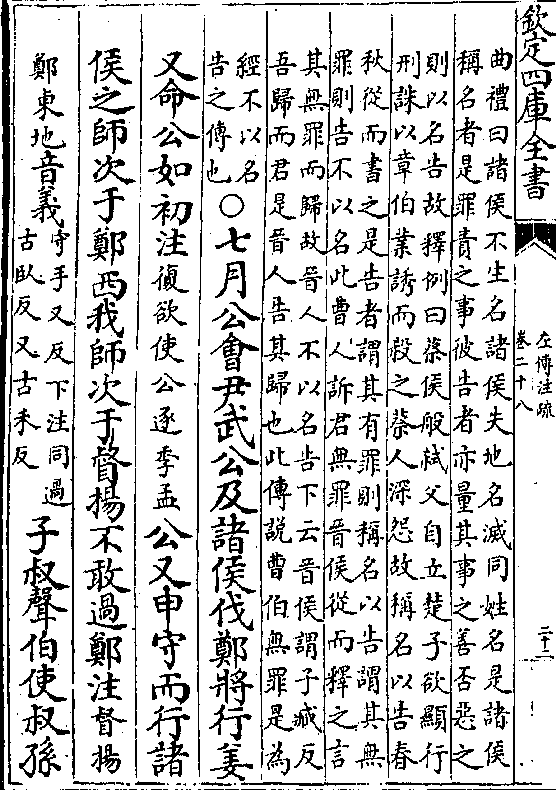 欽定四庫全書
左傳注疏
卷二十八
二十二
曲禮曰諸侯不生名諸侯失地名滅同姓名是諸侯
稱名者是罪責之事彼告者亦量其事之善否惡之
則以名告故釋例曰蔡侯般弑父自立楚子欲顯行
刑誅以章伯業誘而殺之蔡人深怨故稱名以告春
秋從而書之是告者謂其有罪則稱名以告謂其無
罪則告不以名此曹人訴君無罪晉侯從而釋之言
其無罪而歸故晉人不以名告下云晉侯謂子臧反
吾歸而君是晉人告其歸也此傳說曹伯無罪是為
經不以名
告之傳也
○七月公會尹武公及諸侯伐鄭將行姜
又命公如初注復欲使公逐季孟公又申守而行諸
侯之師次于鄭西我師次于督揚不敢過鄭注督揚
鄭東地音義
守手又反下注同過
古臥反又古禾反
子叔聲伯使叔孫